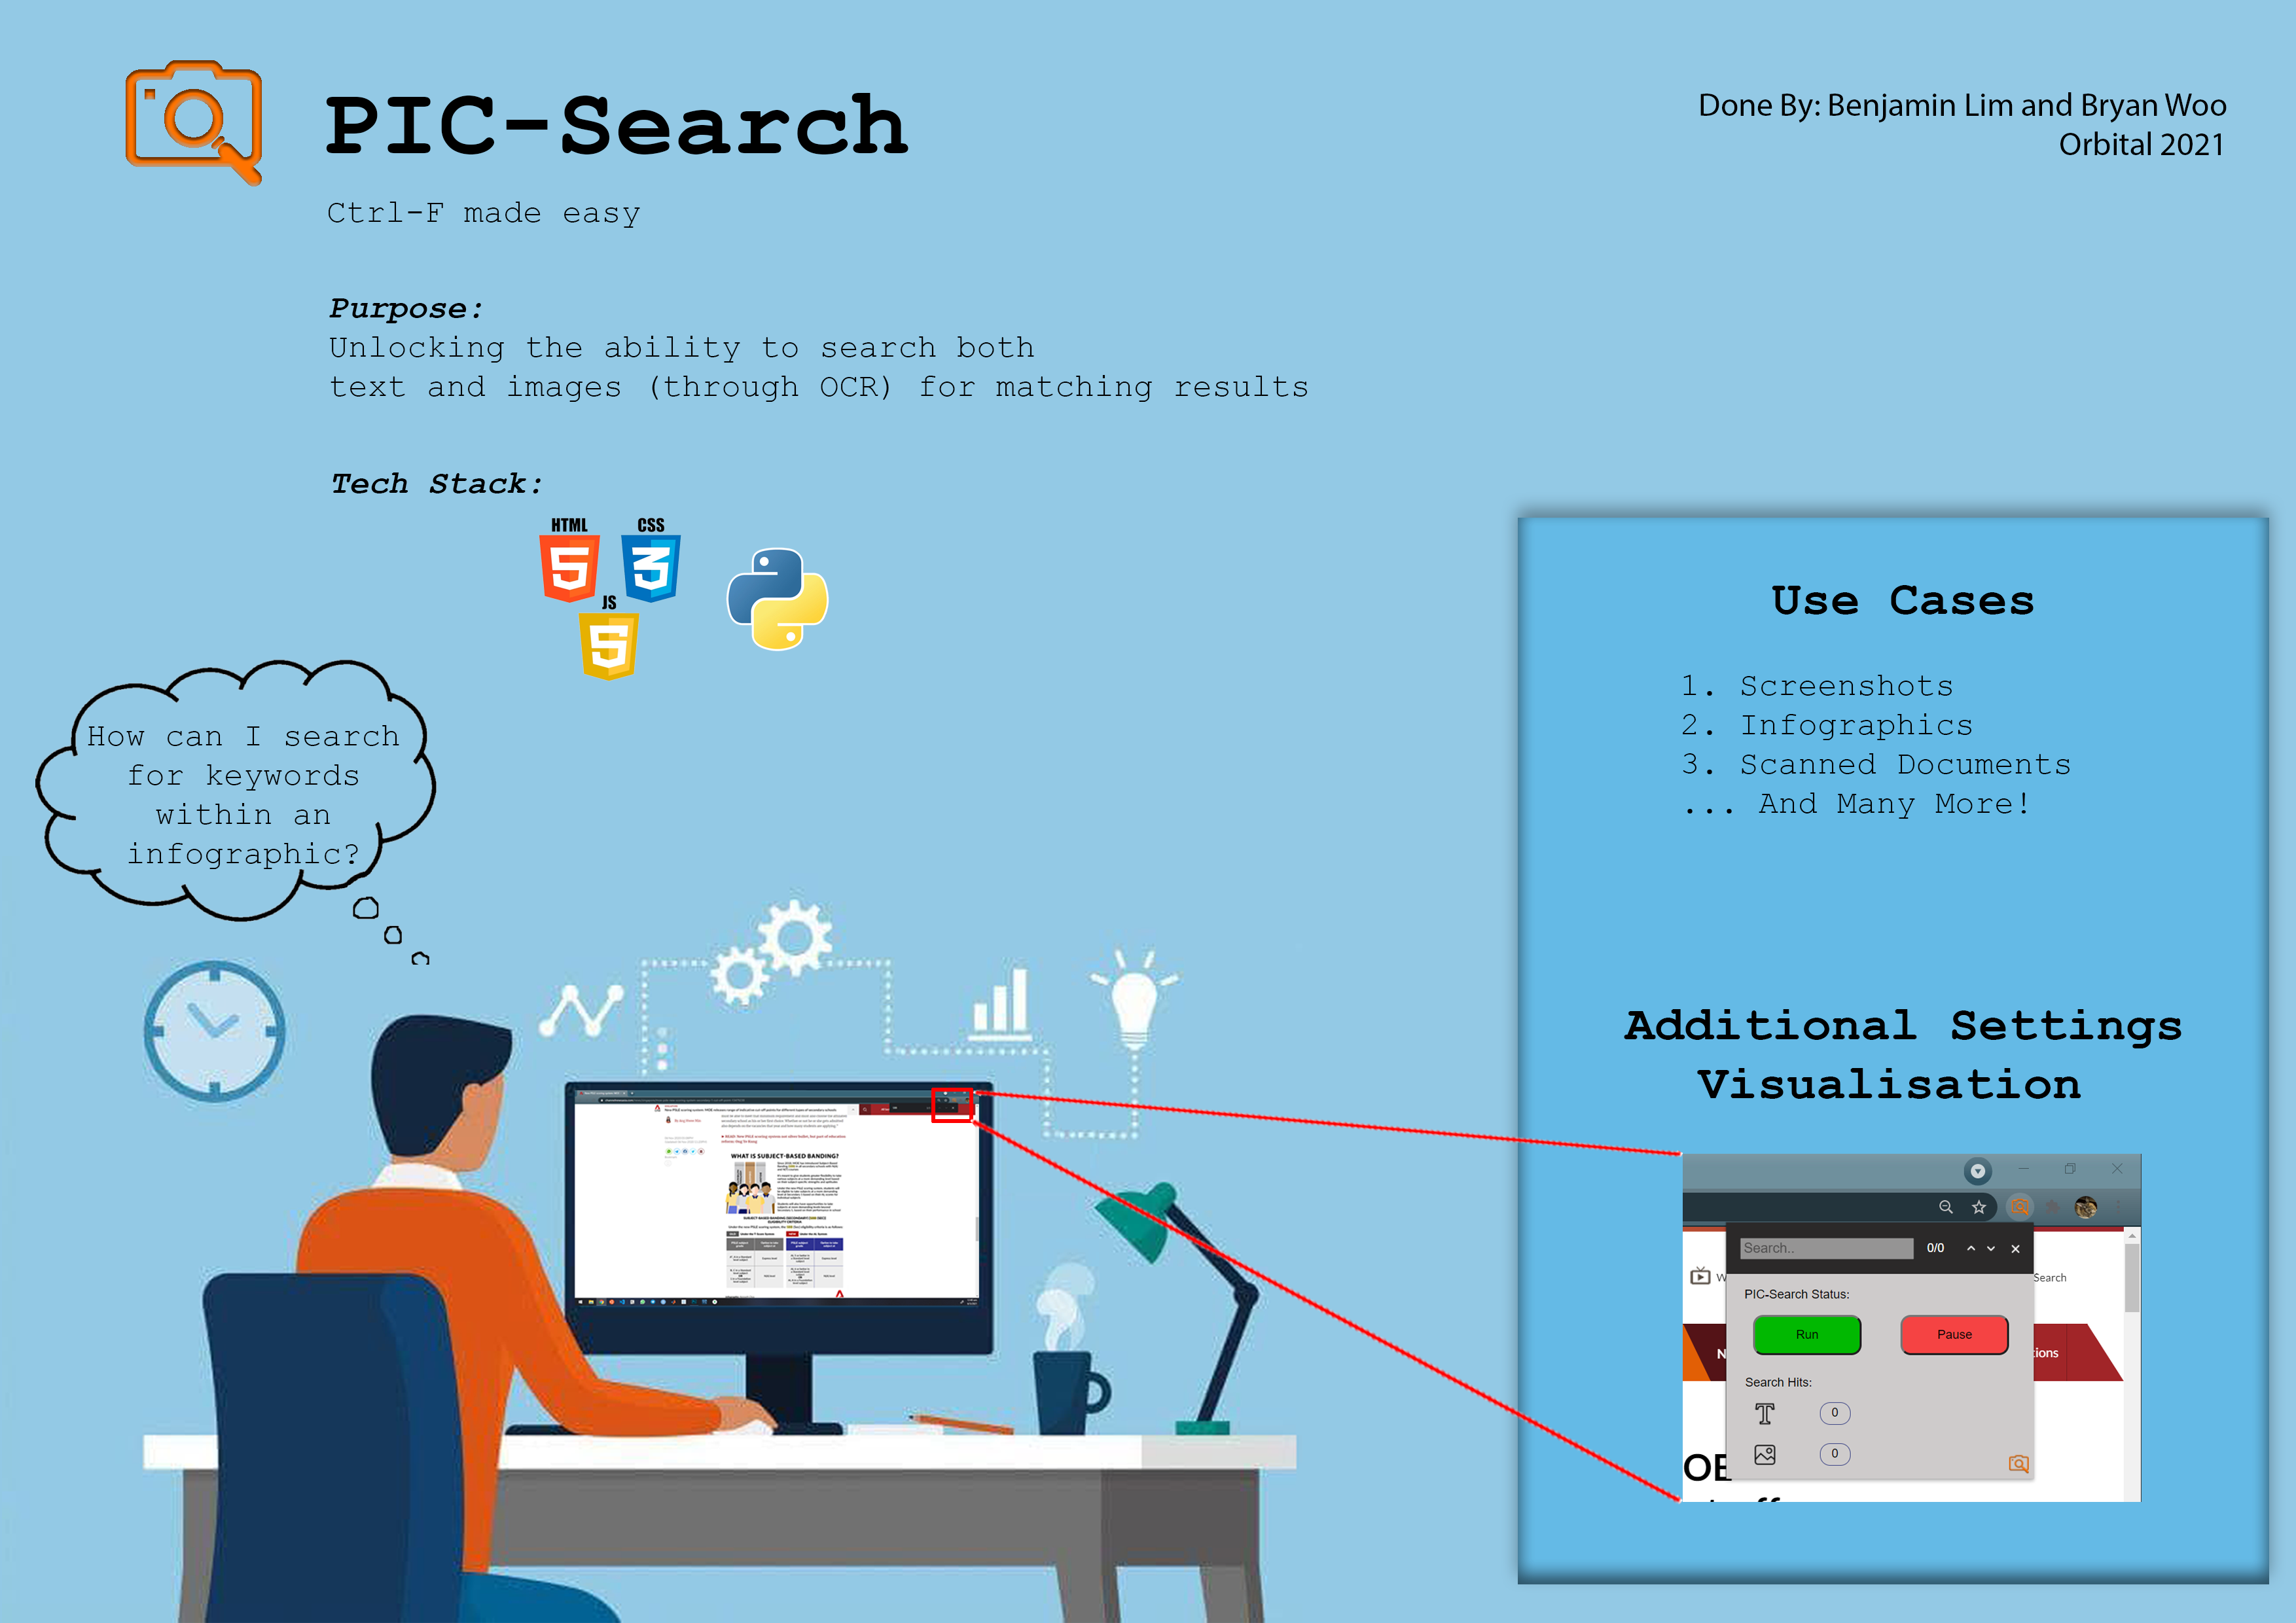 PIC-Search
Done By: Benjamin Lim and Bryan Woo
Orbital 2021
Ctrl-F made easy
Purpose:
Unlocking the ability to search both
text and images (through OCR) for matching results
Tech Stack:
HTML
CSS
JS
How can I search
for keywords
within an
infographic?
Use Cases
1. Screenshots
2. Infographics
3. Scanned Documents
... And Many More!
Additional Settings
Visualisation
Search..
0/0
W
Search
PIC-Search Status:
Run
Pause
N
tions
Search Hits:
0
0
OE
WHAT IS SUBJECT-BASED BANDING?